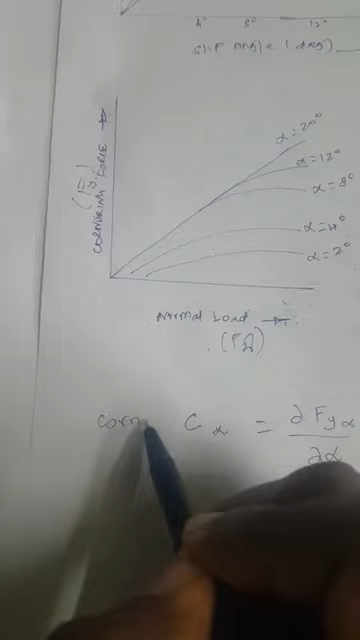 4° 8° 12°
Slip Angle (deg)
α = 20°
α = 12°
α = 8°
α = 4°
α = 2°
CORNERING FORCE
(Fy)
Normal Load
(Fz)
Corn Cα = ∂Fyα
∂α